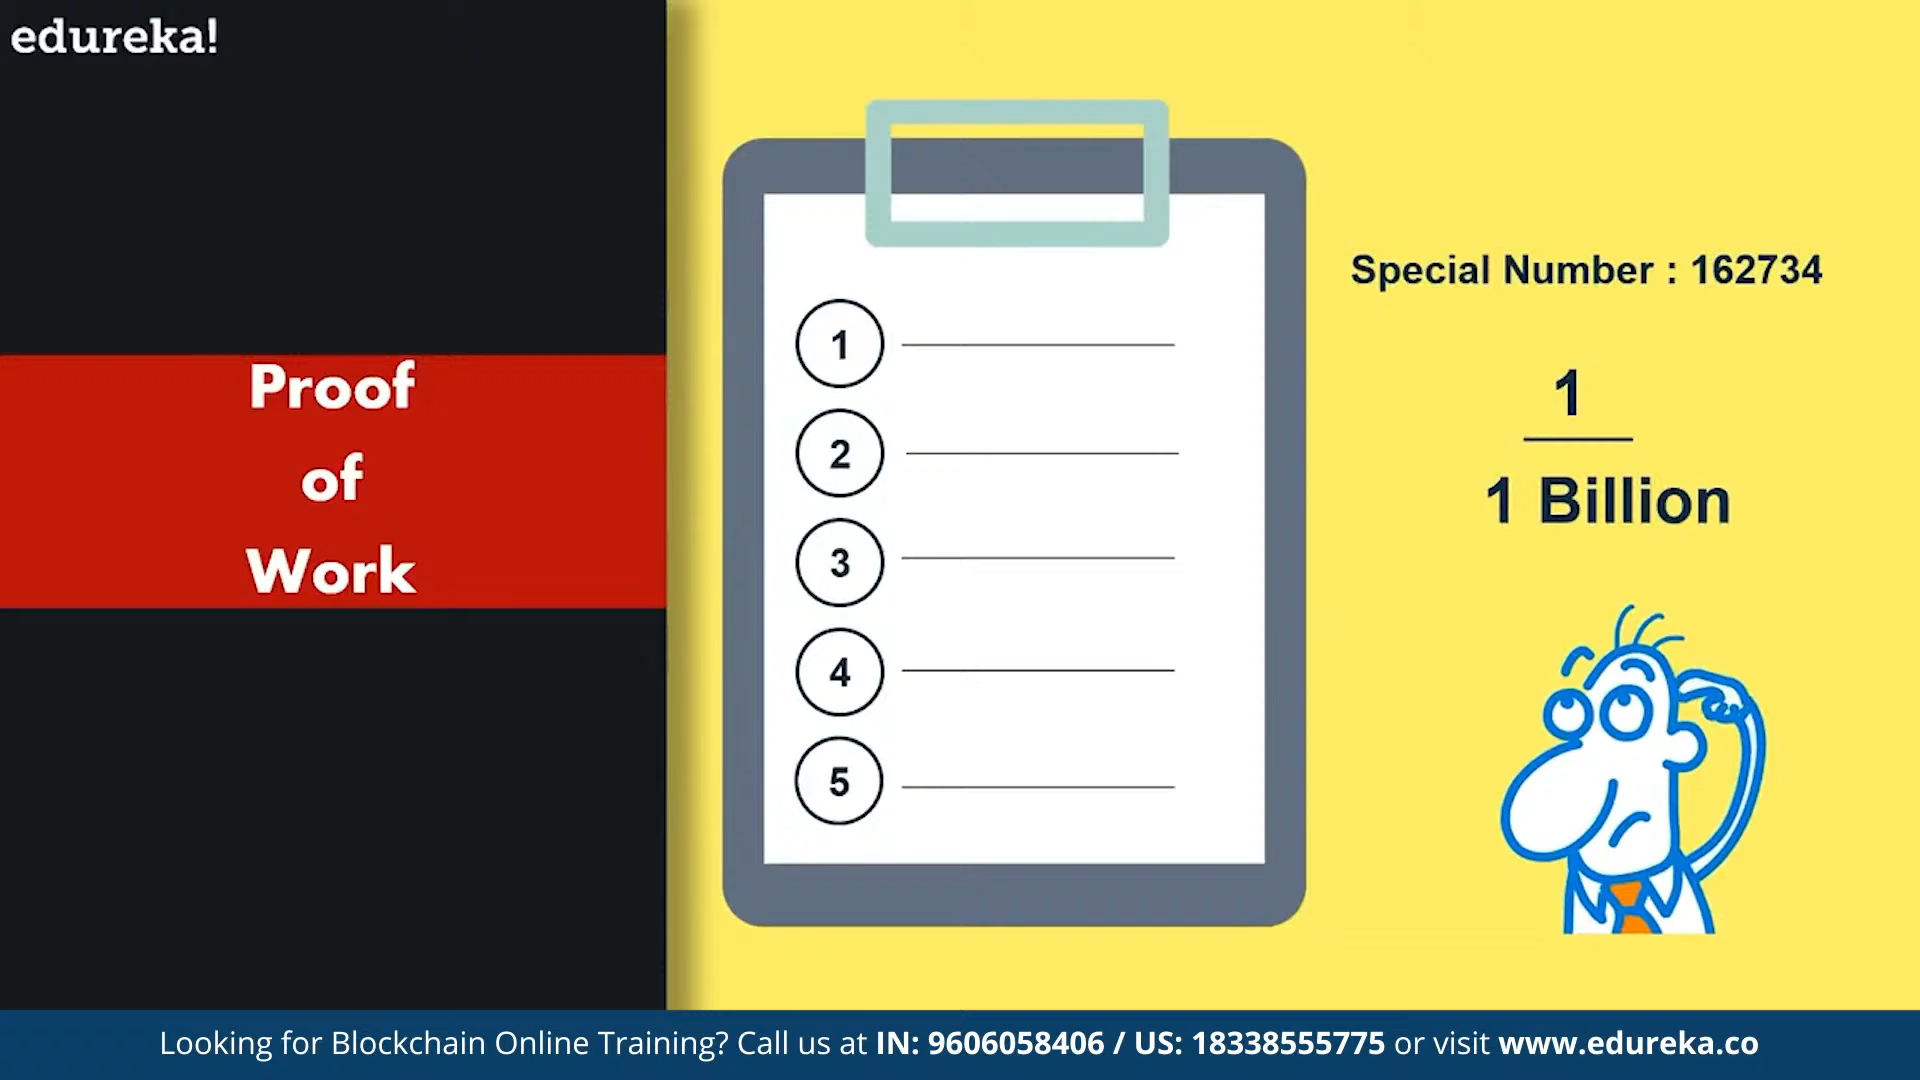 edureka!
Proof
of
Work
1
2
3
4
5
Special Number : 162734
1
1 Billion
Looking for Blockchain Online Training? Call us at IN: 9606058406 / US: 18338555775 or visit www.edureka.co